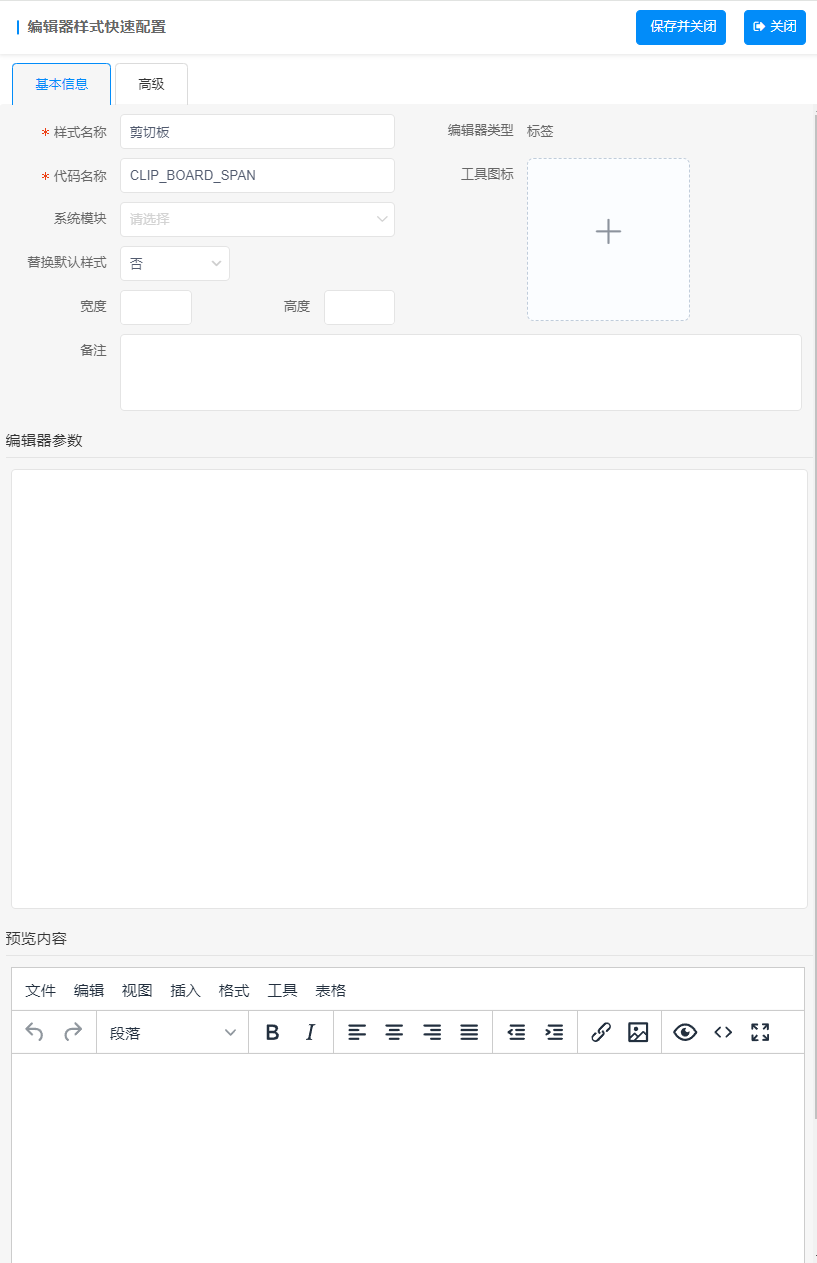 编辑器样式快速配置
保存并关闭
关闭
基本信息
高级
* 样式名称 剪切板
编辑器类型 标签
* 代码名称 CLIP_BOARD_SPAN
工具图标
系统模块 请选择
替换默认样式 否
宽度
高度
备注
编辑器参数
预览内容
文件 编辑 视图 插入 格式 工具 表格
段落 B I